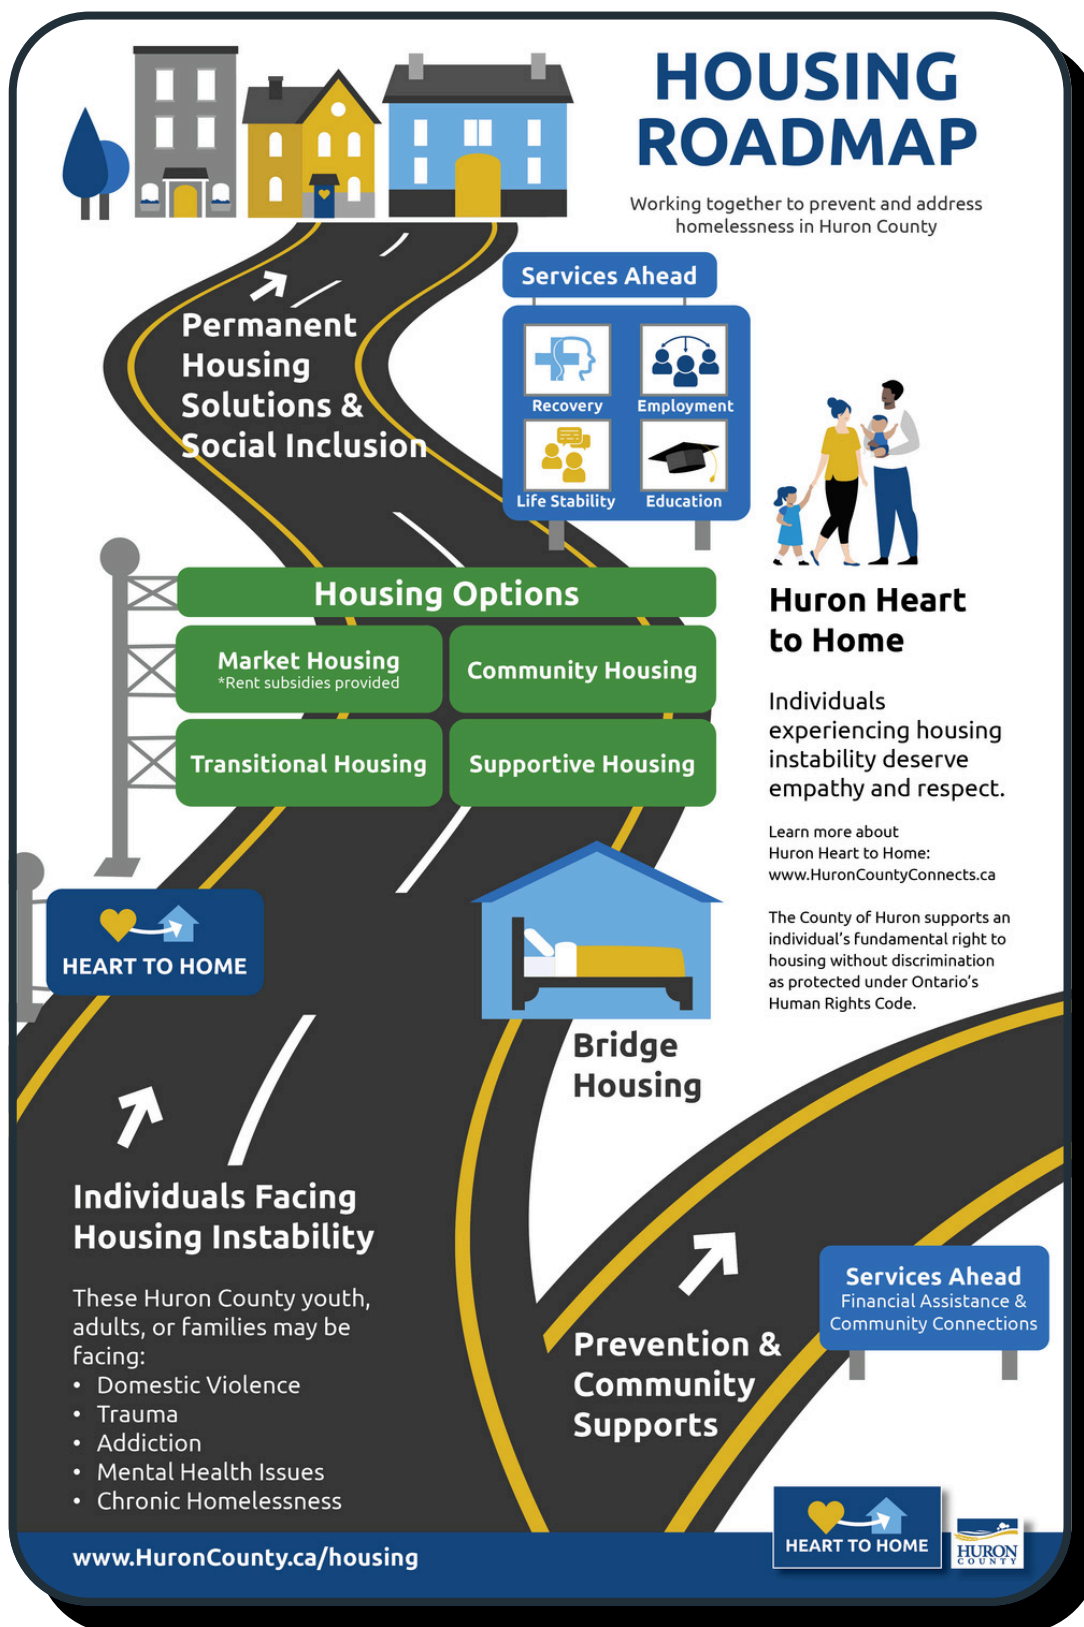 HOUSING
ROADMAP
Working together to prevent and address
homelessness in Huron County
Services Ahead
Recovery
Employment
Life Stability
Education
Permanent
Housing
Solutions &
Social Inclusion
Housing Options
Market Housing
*Rent subsidies provided
Community Housing
Transitional Housing
Supportive Housing
Huron Heart
to Home
Individuals
experiencing housing
instability deserve
empathy and respect.
Learn more about
Huron Heart to Home:
www.HuronCountyConnects.ca
The County of Huron supports an
individual's fundamental right to
housing without discrimination
as protected under Ontario's
Human Rights Code.
HEART TO HOME
Bridge
Housing
Individuals Facing
Housing Instability
These Huron County youth,
adults, or families may be
facing:
• Domestic Violence
• Trauma
• Addiction
• Mental Health Issues
• Chronic Homelessness
Prevention &
Community
Supports
Services Ahead
Financial Assistance &
Community Connections
www.HuronCounty.ca/housing
HEART TO HOME
HURON
COUNTY